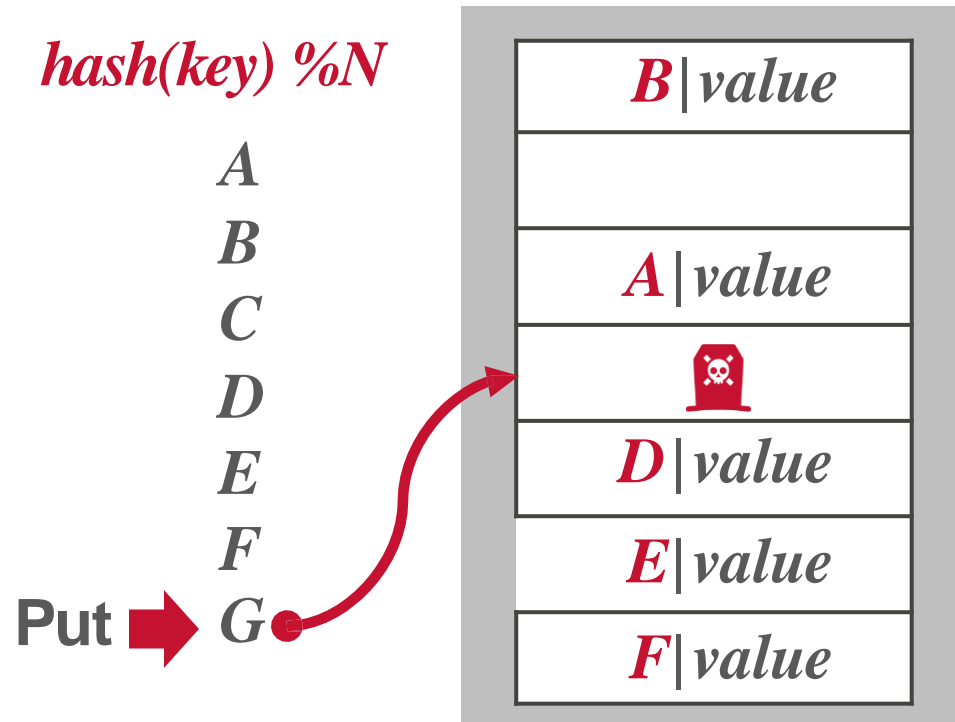 hash(key) %N
A
B
C
D
E
F
Put G
B|value
A|value
D|value
E|value
F|value